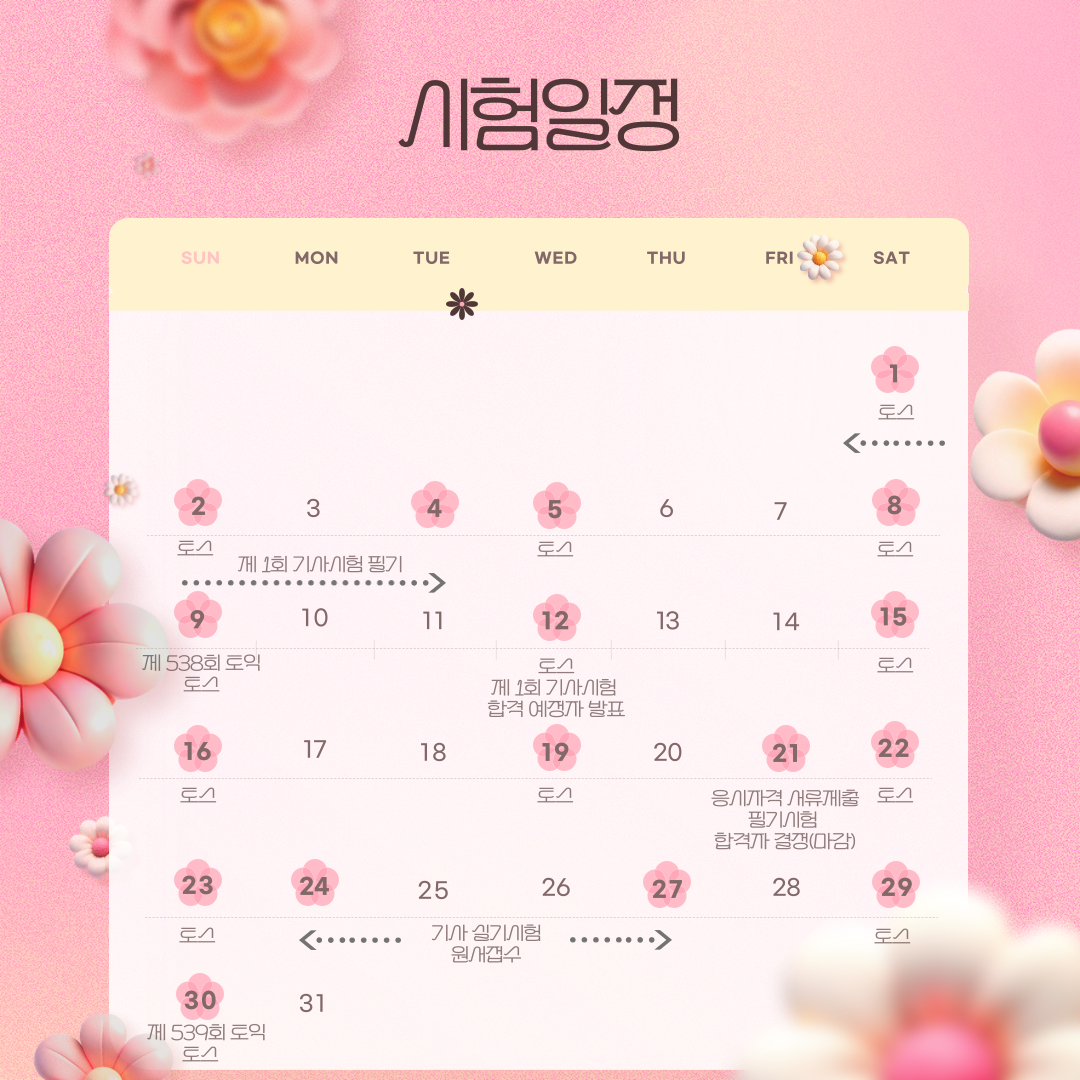 시험일정
SUN MON TUE WED THU FRI SAT
1
토스
2 3 4 5 6 7 8
토스 토스 토스
제 1회 기사시험 필기
9 10 11 12 13 14 15
제 538회 토익
토스
토스
제 1회 기사시험
합격 예정자 발표
토스
16 17 18 19 20 21 22
토스
토스
응시자격 서류제출
필기시험
합격자 결정(마감)
토스
23 24 25 26 27 28 29
토스
기사 실기시험
원서접수
토스
30 31
제 539회 토익
토스